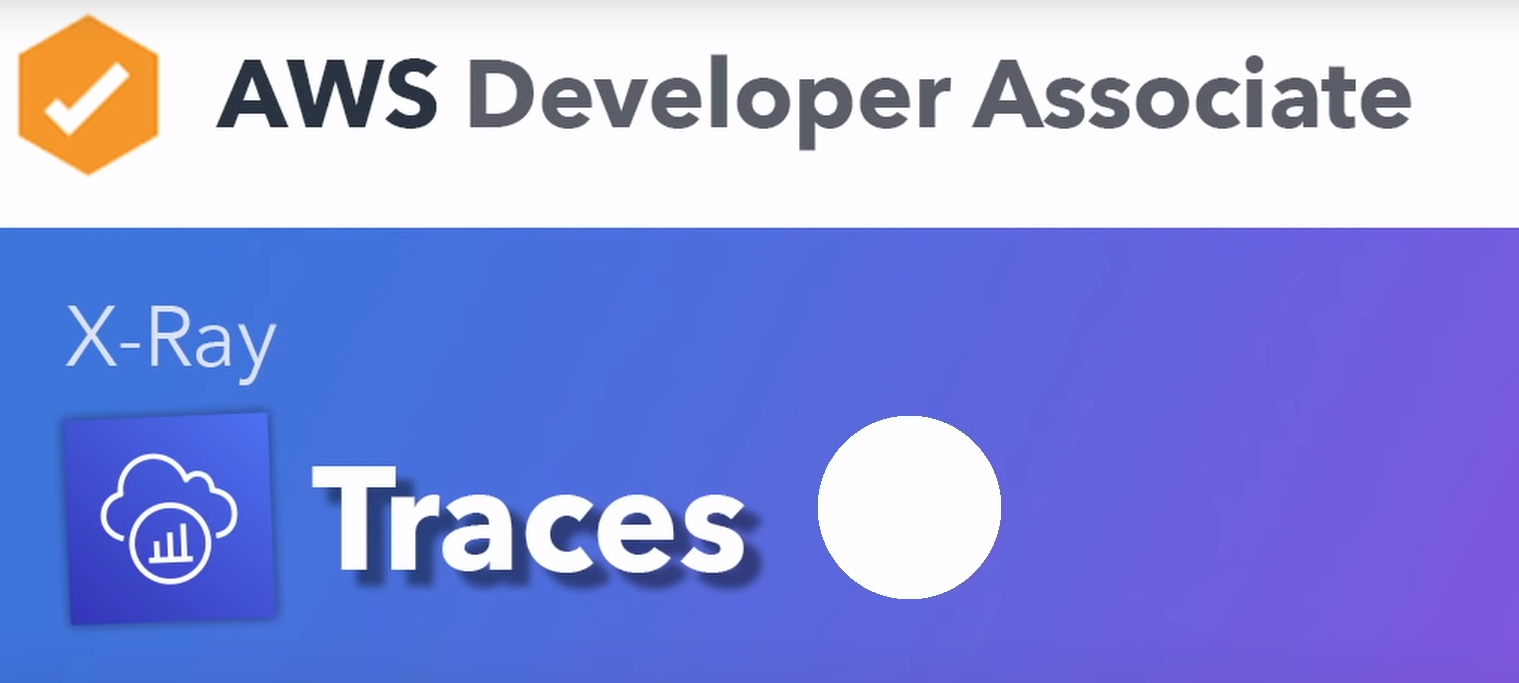 AWS Developer Associate
X-Ray
Traces